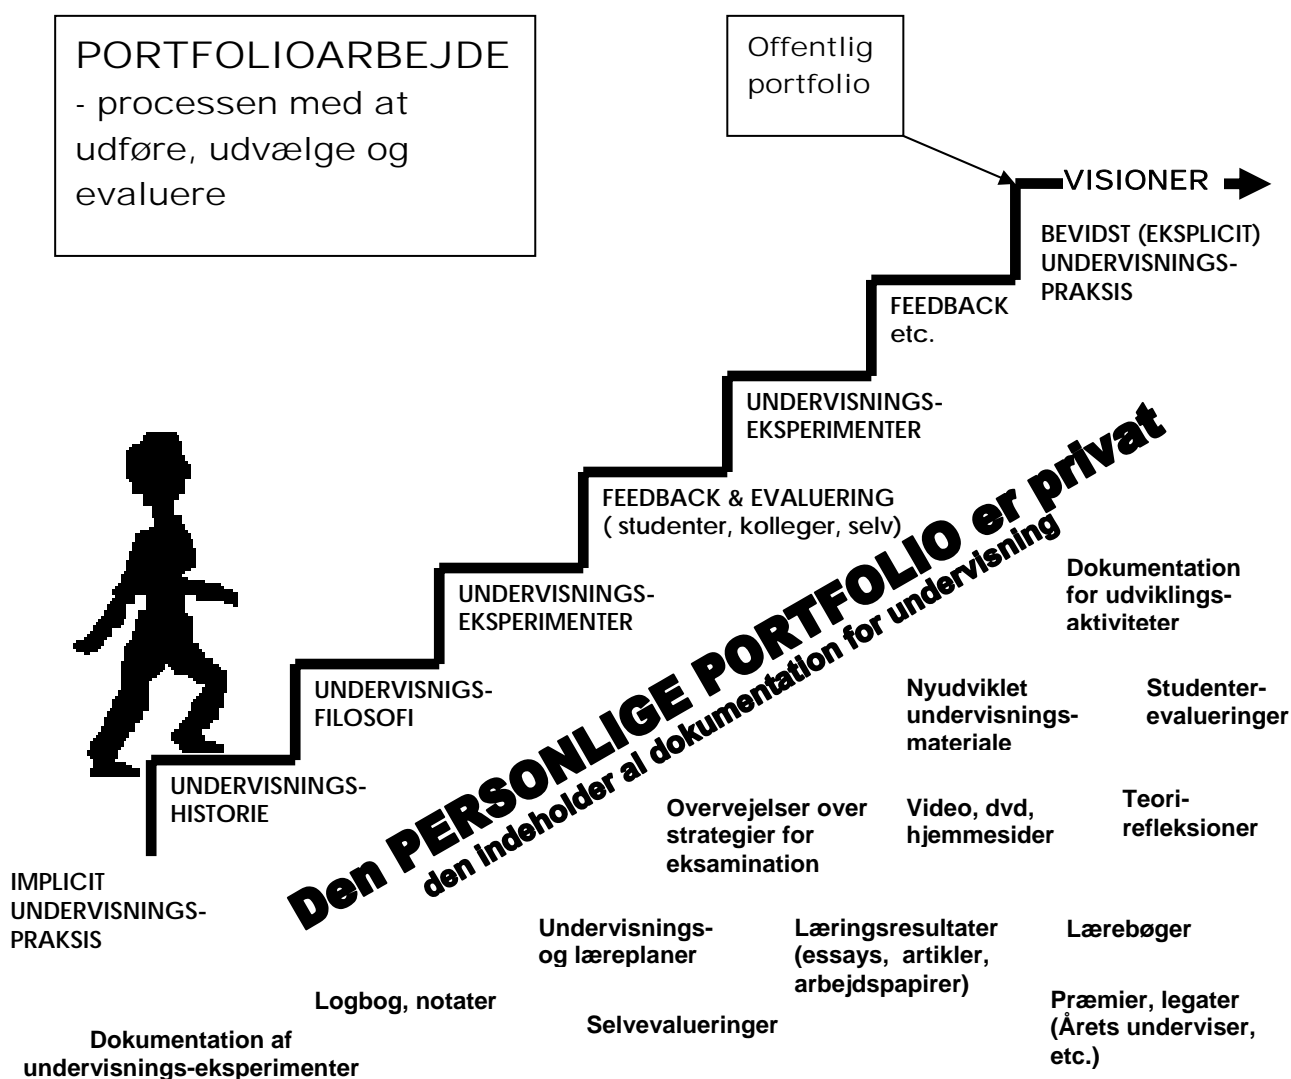 PORTFOLIOARBEJDE
- processen med at
udføre, udvælge og
evaluere
Offentlig
portfolio
VISIONER
BEVIDST (EKSPLICIT)
UNDERVISNINGS-
PRAKSIS
FEEDBACK
etc.
UNDERVISNINGS-
EKSPERIMENTER
FEEDBACK & EVALUERING
( studenter, kolleger, selv)
UNDERVISNINGS-
EKSPERIMENTER
UNDERVISNIGS-
FILOSOFI
UNDERVISNINGS-
HISTORIE
IMPLICIT
UNDERVISNINGS-
PRAKSIS
Den PERSONLIGE PORTFOLIO er privat
den indeholder al dokumentation for undervisning
Dokumentation
for udviklings-
aktiviteter
Nyudviklet
undervisnings-
materiale
Studenter-
evalueringer
Overvejelser over
strategier for
eksamination
Video, dvd,
hjemmesider
Teori-
refleksioner
Undervisnings-
og læreplaner
Læringsresultater
(essays, artikler,
arbejdspapirer)
Lærebøger
Logbog, notater
Selvevalueringer
Præmier, legater
(Årets underviser,
etc.)
Dokumentation af
undervisnings-eksperimenter